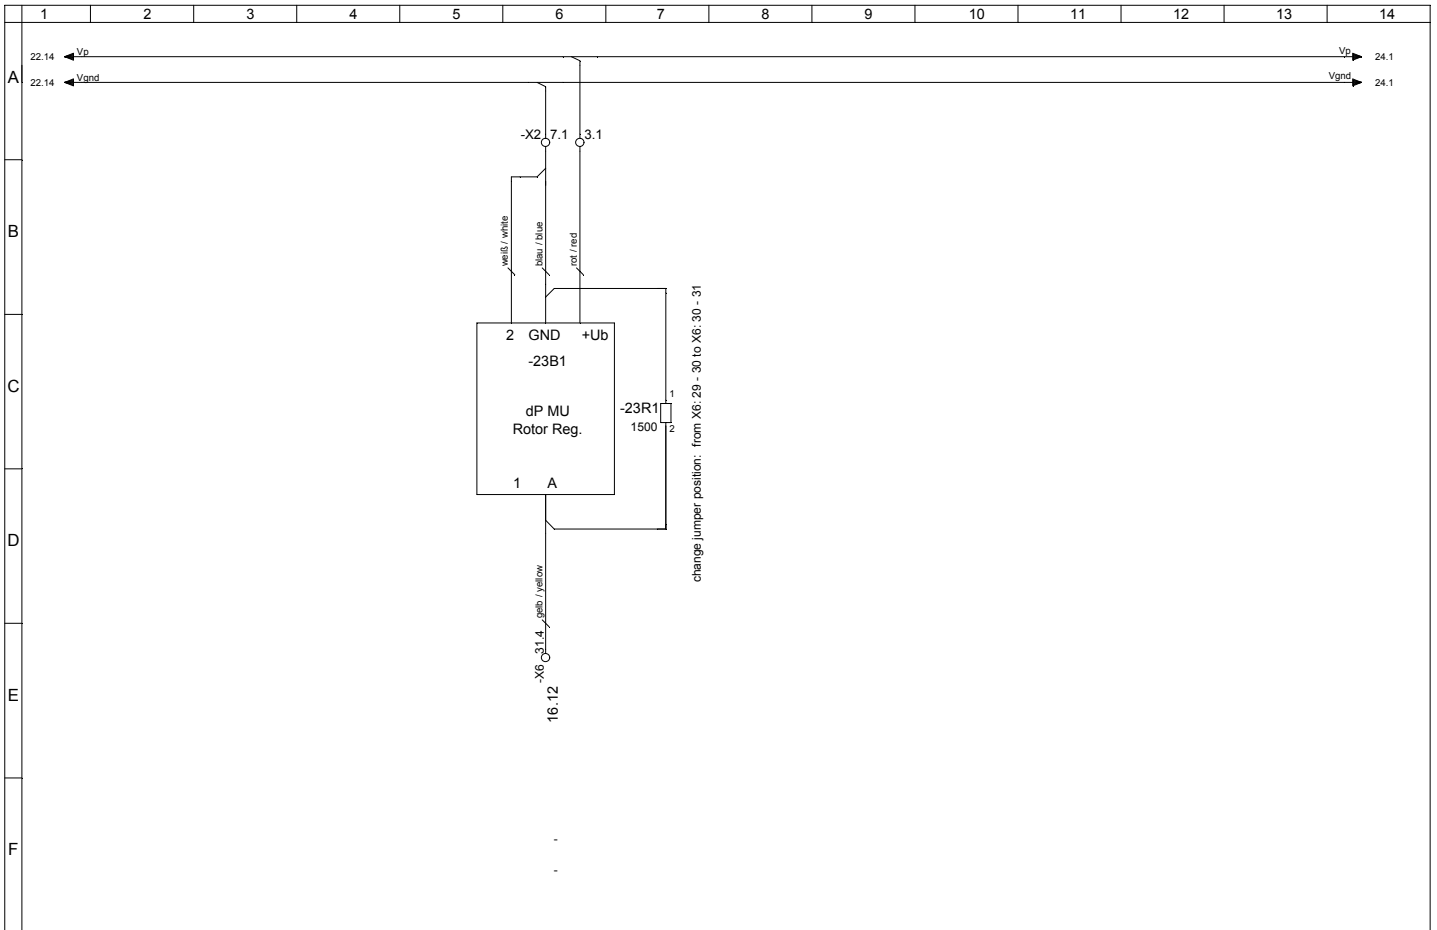 1 2 3 4 5 6 7 8 9 10 11 12 13 14
22.14 Vp Vp 24.1
A
22.14 Vgnd Vgnd 24.1
-X2 7.1 3.1
B
weiß / white
blau / blue
rot / red
2 GND +Ub
-23B1
C
dP MU
Rotor Reg.
-23R1 1
1500 2
change jumper position: from X6: 29 - 30 to X6: 30 - 31
1 A
D
gelb / yellow
-X6 31.4
E
16.12
F
-
-